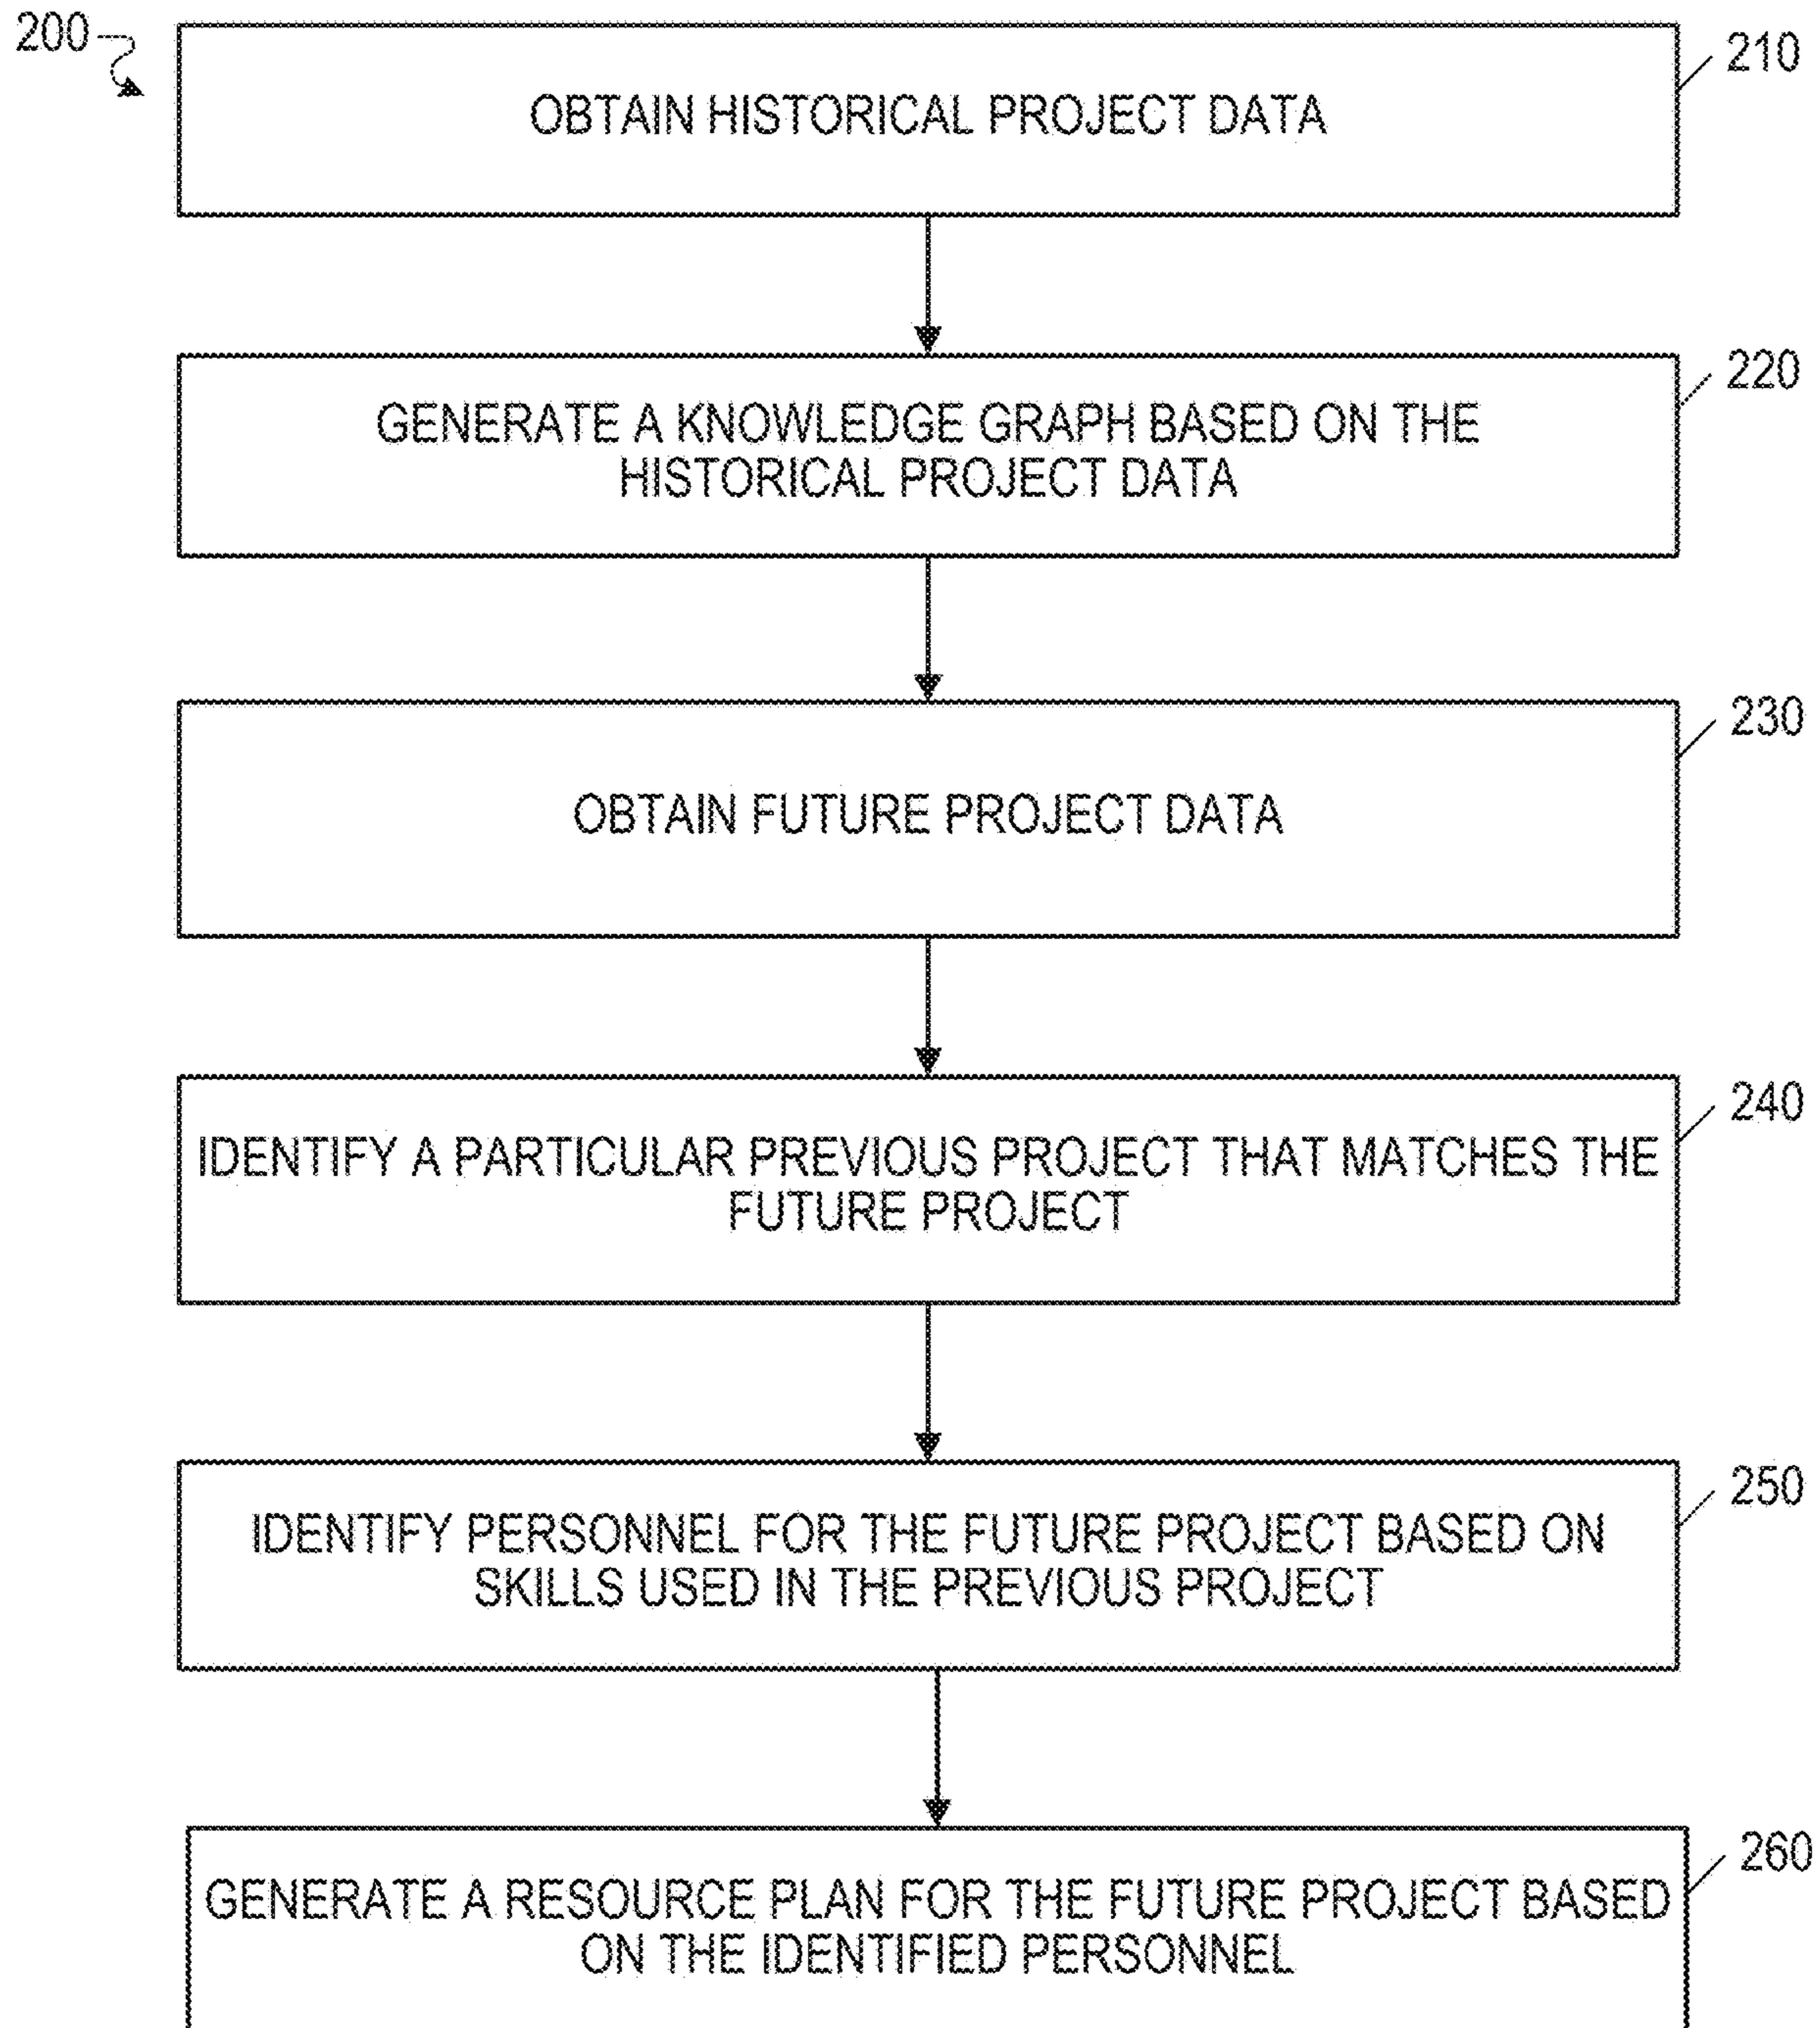 200
210
OBTAIN HISTORICAL PROJECT DATA
220
GENERATE A KNOWLEDGE GRAPH BASED ON THE
HISTORICAL PROJECT DATA
230
OBTAIN FUTURE PROJECT DATA
240
IDENTIFY A PARTICULAR PREVIOUS PROJECT THAT MATCHES THE
FUTURE PROJECT
250
IDENTIFY PERSONNEL FOR THE FUTURE PROJECT BASED ON
SKILLS USED IN THE PREVIOUS PROJECT
260
GENERATE A RESOURCE PLAN FOR THE FUTURE PROJECT BASED
ON THE IDENTIFIED PERSONNEL